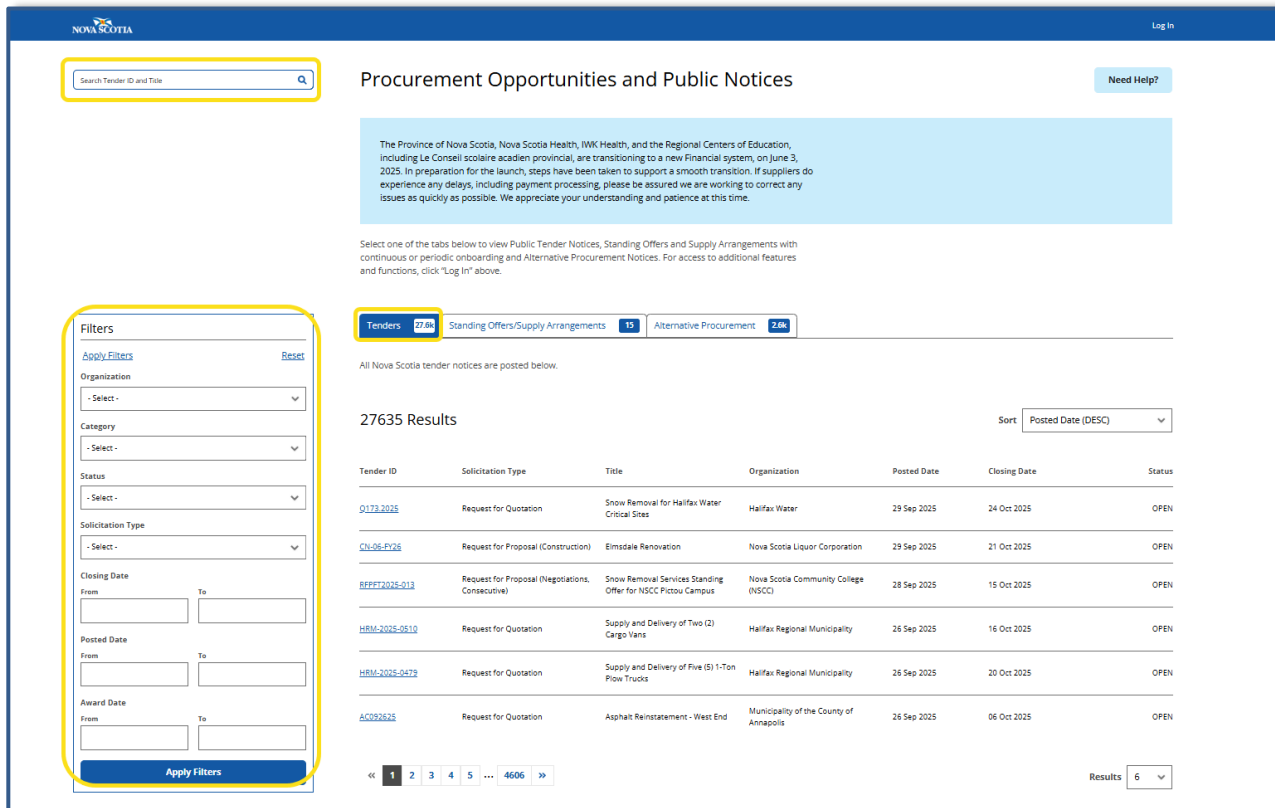 NOVA SCOTIA
Log In
Search Tender ID and Title
Procurement Opportunities and Public Notices
Need Help?
The Province of Nova Scotia, Nova Scotia Health, IWK Health, and the Regional Centers of Education,
including Le Conseil scolaire acadien provincial, are transitioning to a new Financial system, on June 3,
2025. In preparation for the launch, steps have been taken to support a smooth transition. If suppliers do
experience any delays, including payment processing, please be assured we are working to correct any
issues as quickly as possible. We appreciate your understanding and patience at this time.
Select one of the tabs below to view Public Tender Notices, Standing Offers and Supply Arrangements with
continuous or periodic onboarding and Alternative Procurement Notices. For access to additional features
and functions, click "Log In" above.
Filters
Apply Filters Reset
Organization
- Select -
Category
- Select -
Status
- Select -
Solicitation Type
- Select -
Closing Date
From To
Posted Date
From To
Award Date
From To
Apply Filters
Tenders 27.6k Standing Offers/Supply Arrangements 15 Alternative Procurement 2.6k
All Nova Scotia tender notices are posted below.
27635 Results
Sort Posted Date (DESC)
Tender ID Solicitation Type Title Organization Posted Date Closing Date Status
Q173.2025 Request for Quotation Snow Removal for Halifax Water Critical Sites Halifax Water 29 Sep 2025 24 Oct 2025 OPEN
CN-06-FY26 Request for Proposal (Construction) Elmsdale Renovation Nova Scotia Liquor Corporation 29 Sep 2025 21 Oct 2025 OPEN
RFPFT2025-013 Request for Proposal (Negotiations, Consecutive) Snow Removal Services Standing Offer for NSCC Pictou Campus Nova Scotia Community College (NSCC) 28 Sep 2025 15 Oct 2025 OPEN
HRM-2025-0510 Request for Quotation Supply and Delivery of Two (2) Cargo Vans Halifax Regional Municipality 26 Sep 2025 16 Oct 2025 OPEN
HRM-2025-0479 Request for Quotation Supply and Delivery of Five (5) 1-Ton Plow Trucks Halifax Regional Municipality 26 Sep 2025 20 Oct 2025 OPEN
AC092625 Request for Quotation Asphalt Reinstatement - West End Municipality of the County of Annapolis 26 Sep 2025 06 Oct 2025 OPEN
« 1 2 3 4 5 ... 4606 »
Results 6